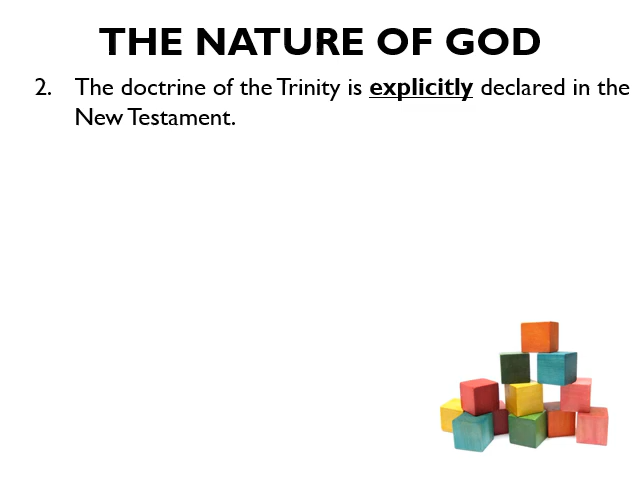 THE NATURE OF GOD
2. The doctrine of the Trinity is explicitly declared in the
New Testament.